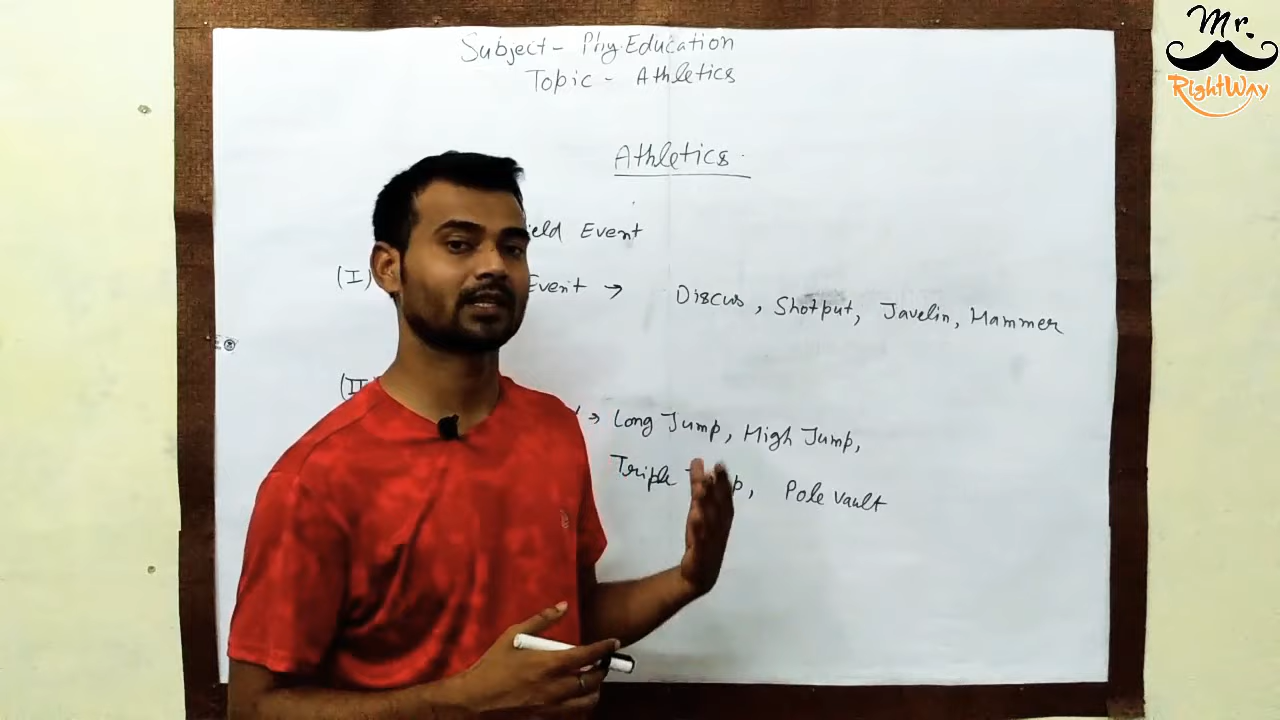 Mr.
RightWay
Subject - Phy. Education
Topic - Athletics
Athletics
ield Event
(I) Event → Discus, Shotput, Javelin, Hammer
(II → Long Jump, High Jump,
Triple p, Pole vault